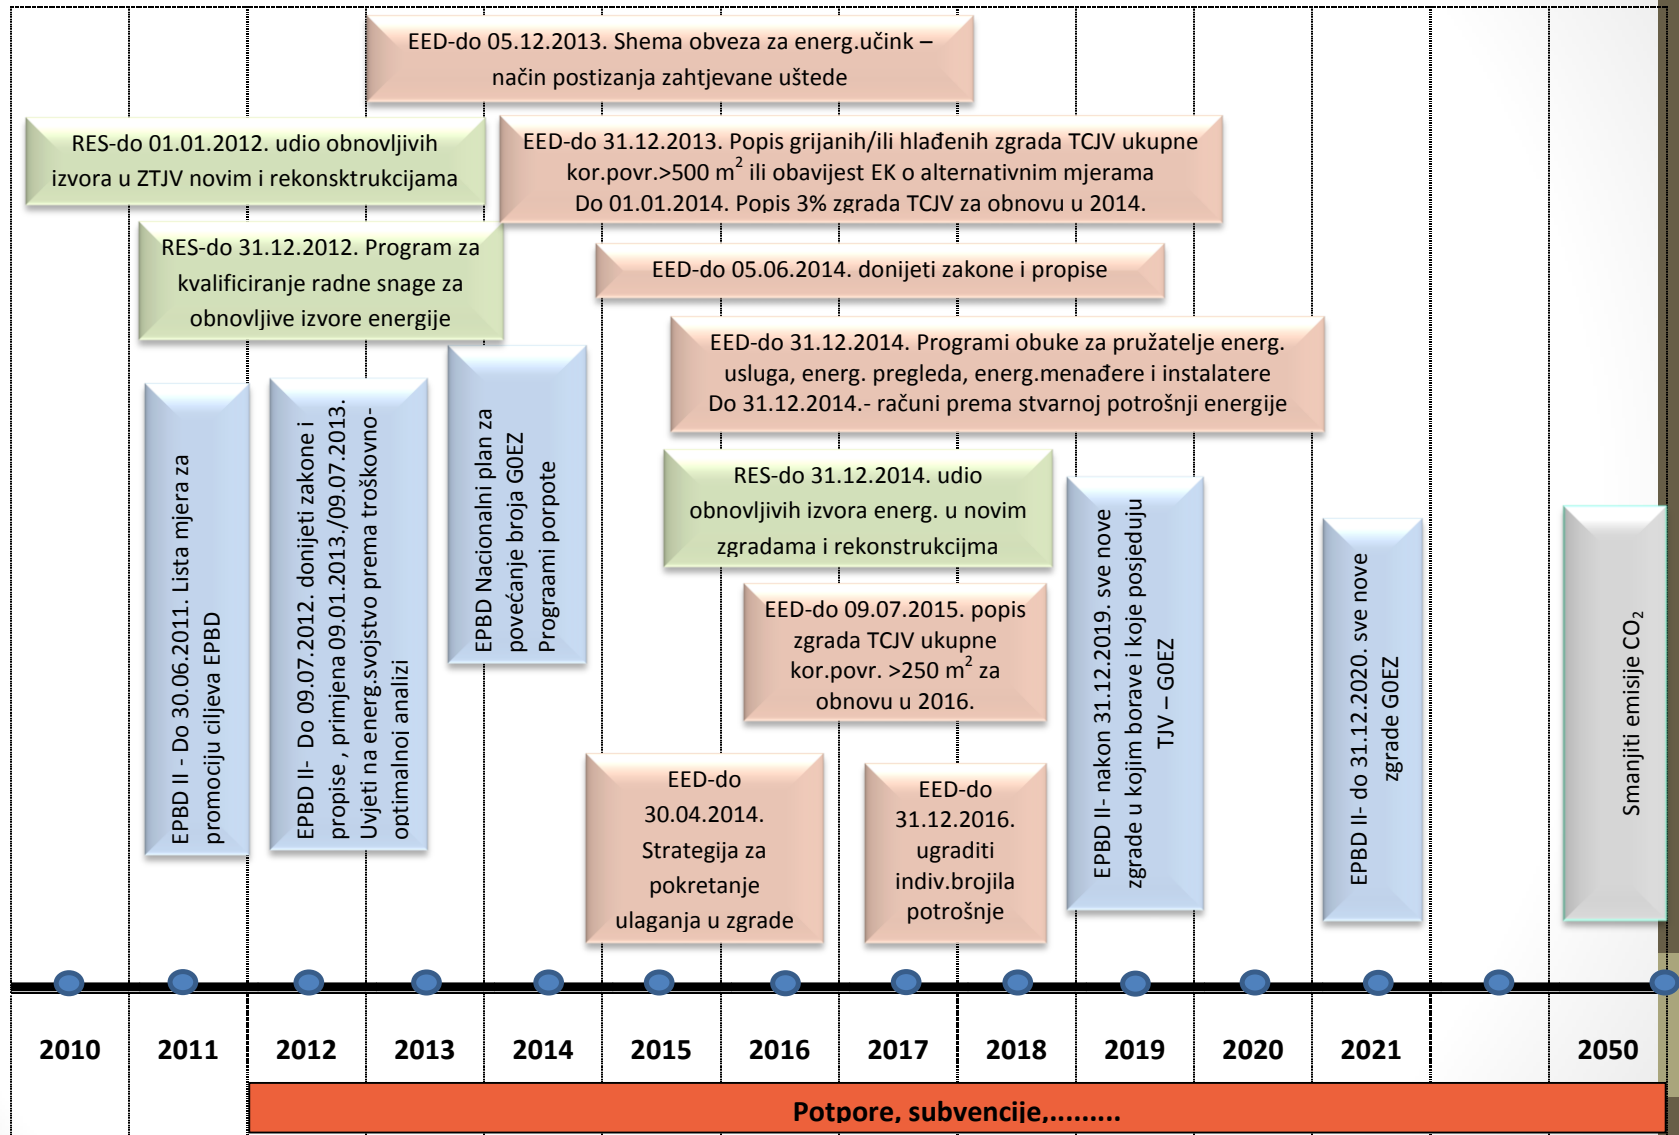 EED-do 05.12.2013. Shema obveza za energ.učink –
način postizanja zahtjevane uštede
RES-do 01.01.2012. udio obnovljivih
izvora u ZTJV novim i rekonsktrukcijama
EED-do 31.12.2013. Popis grijanih/ili hlađenih zgrada TCJV ukupne
kor.povr.>500 m² ili obavijest EK o alternativnim mjerama
Do 01.01.2014. Popis 3% zgrada TCJV za obnovu u 2014.
RES-do 31.12.2012. Program za
kvalificiranje radne snage za
obnovljive izvore energije
EED-do 05.06.2014. donijeti zakone i propise
EED-do 31.12.2014. Programi obuke za pružatelje energ.
usluga, energ. pregleda, energ.menađere i instalatere
Do 31.12.2014.- računi prema stvarnoj potrošnji energije
EPBD II - Do 30.06.2011. Lista mjera za
promociju ciljeva EPBD
EPBD II-  Do 09.07.2012. donijeti zakone i
propise , primjena 09.01.2013./09.07.2013.
Uvjeti na energ.svojstvo prema troškovno-
optimalnoi analizi
EPBD Nacionalni plan za
povećanje broja G0EZ
Programi porpote
RES-do 31.12.2014. udio
obnovljivih izvora energ. u novim
zgradama i rekonstrukcijma
EED-do 09.07.2015. popis
zgrada TCJV ukupne
kor.povr. >250 m² za
obnovu u 2016.
EED-do
30.04.2014.
Strategija za
pokretanje
ulaganja u zgrade
EED-do
31.12.2016.
ugraditi
indiv.brojila
potrošnje
EPBD II- nakon 31.12.2019. sve nove
zgrade u kojim borave i koje posjeduju
TJV – G0EZ
EPBD II- do 31.12.2020. sve nove
zgrade G0EZ
Smanjiti emisije CO₂
2010 2011 2012 2013 2014 2015 2016 2017 2018 2019 2020 2021 2050
Potpore, subvencije,.........